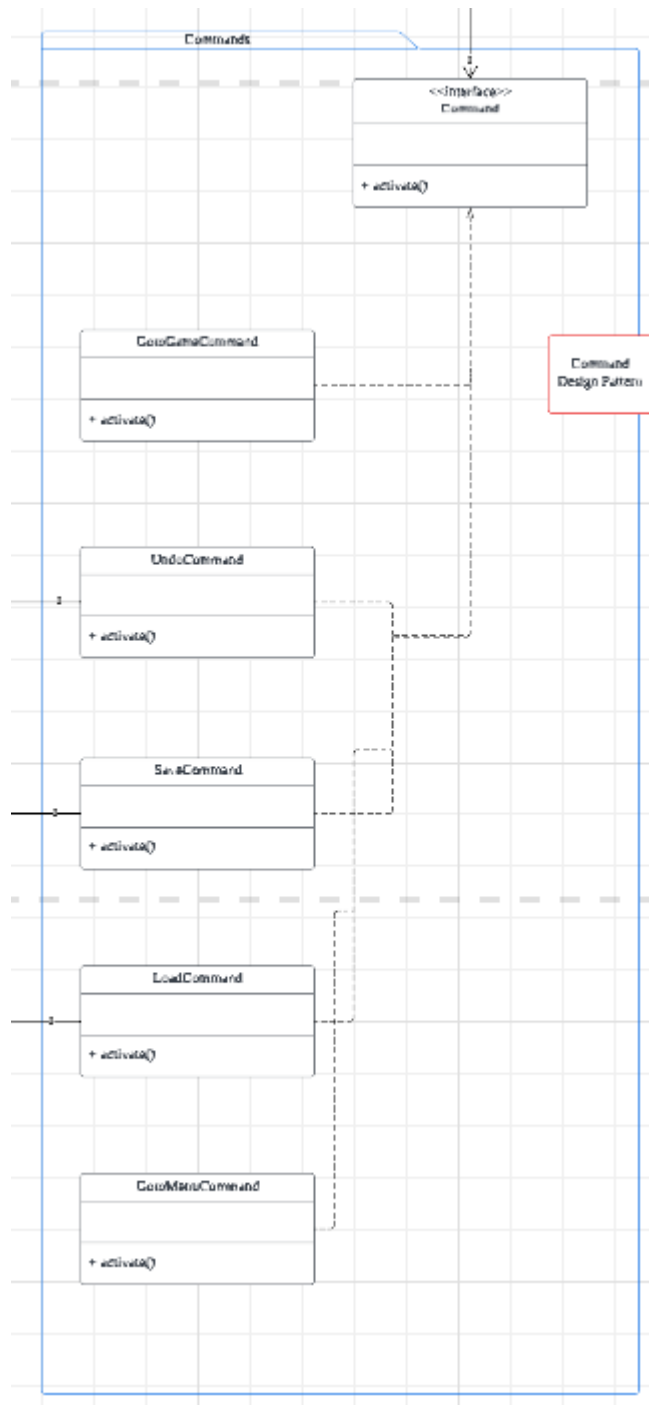 Commands
<<interface>>
Command
+ activate()
GotoGameCommand
+ activate()
Command
Design Pattern
UndoCommand
+ activate()
SaveCommand
+ activate()
LoadCommand
+ activate()
GotoMenuCommand
+ activate()